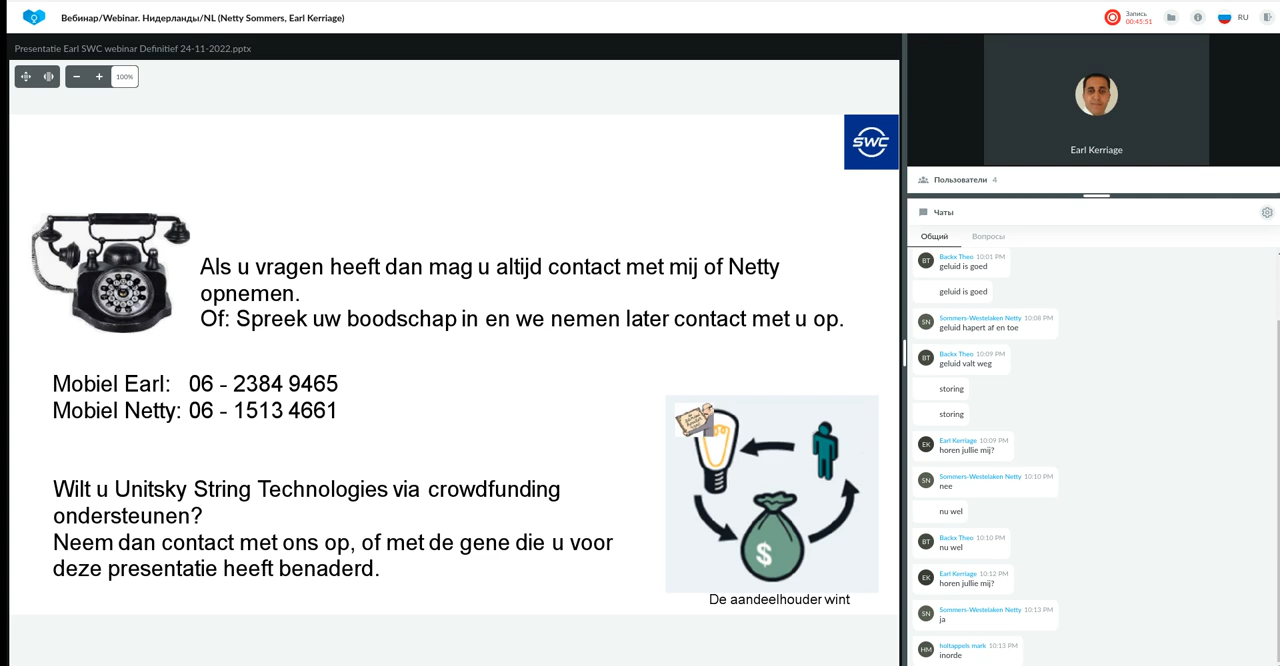 Вебинар/Webinar. Нидерланды/NL (Netty Sommers, Earl Kerriage)
Запись
00:45:51
RU
Presentatie Earl SWC webinar Definitief 24-11-2022.pptx
100%
SWC
Als u vragen heeft dan mag u altijd contact met mij of Netty
opnemen.
Of: Spreek uw boodschap in en we nemen later contact met u op.
Mobiel Earl: 06 - 2384 9465
Mobiel Netty: 06 - 1513 4661
Wilt u Unitsky String Technologies via crowdfunding
ondersteunen?
Neem dan contact met ons op, of met de gene die u voor
deze presentatie heeft benaderd.
$
De aandeelhouder wint
Earl Kerriage
Пользователи 4
Чаты
Общий Вопросы
BT Backx Theo 10:01 PM
geluid is goed
geluid is goed
SN Sommers-Westelaken Netty 10:08 PM
geluid hapert af en toe
BT Backx Theo 10:09 PM
geluid valt weg
storing
storing
EK Earl Kerriage 10:09 PM
horen jullie mij?
SN Sommers-Westelaken Netty 10:10 PM
nee
nu wel
BT Backx Theo 10:10 PM
nu wel
EK Earl Kerriage 10:12 PM
horen jullie mij?
SN Sommers-Westelaken Netty 10:13 PM
ja
HM holtappels mark 10:13 PM
inorde